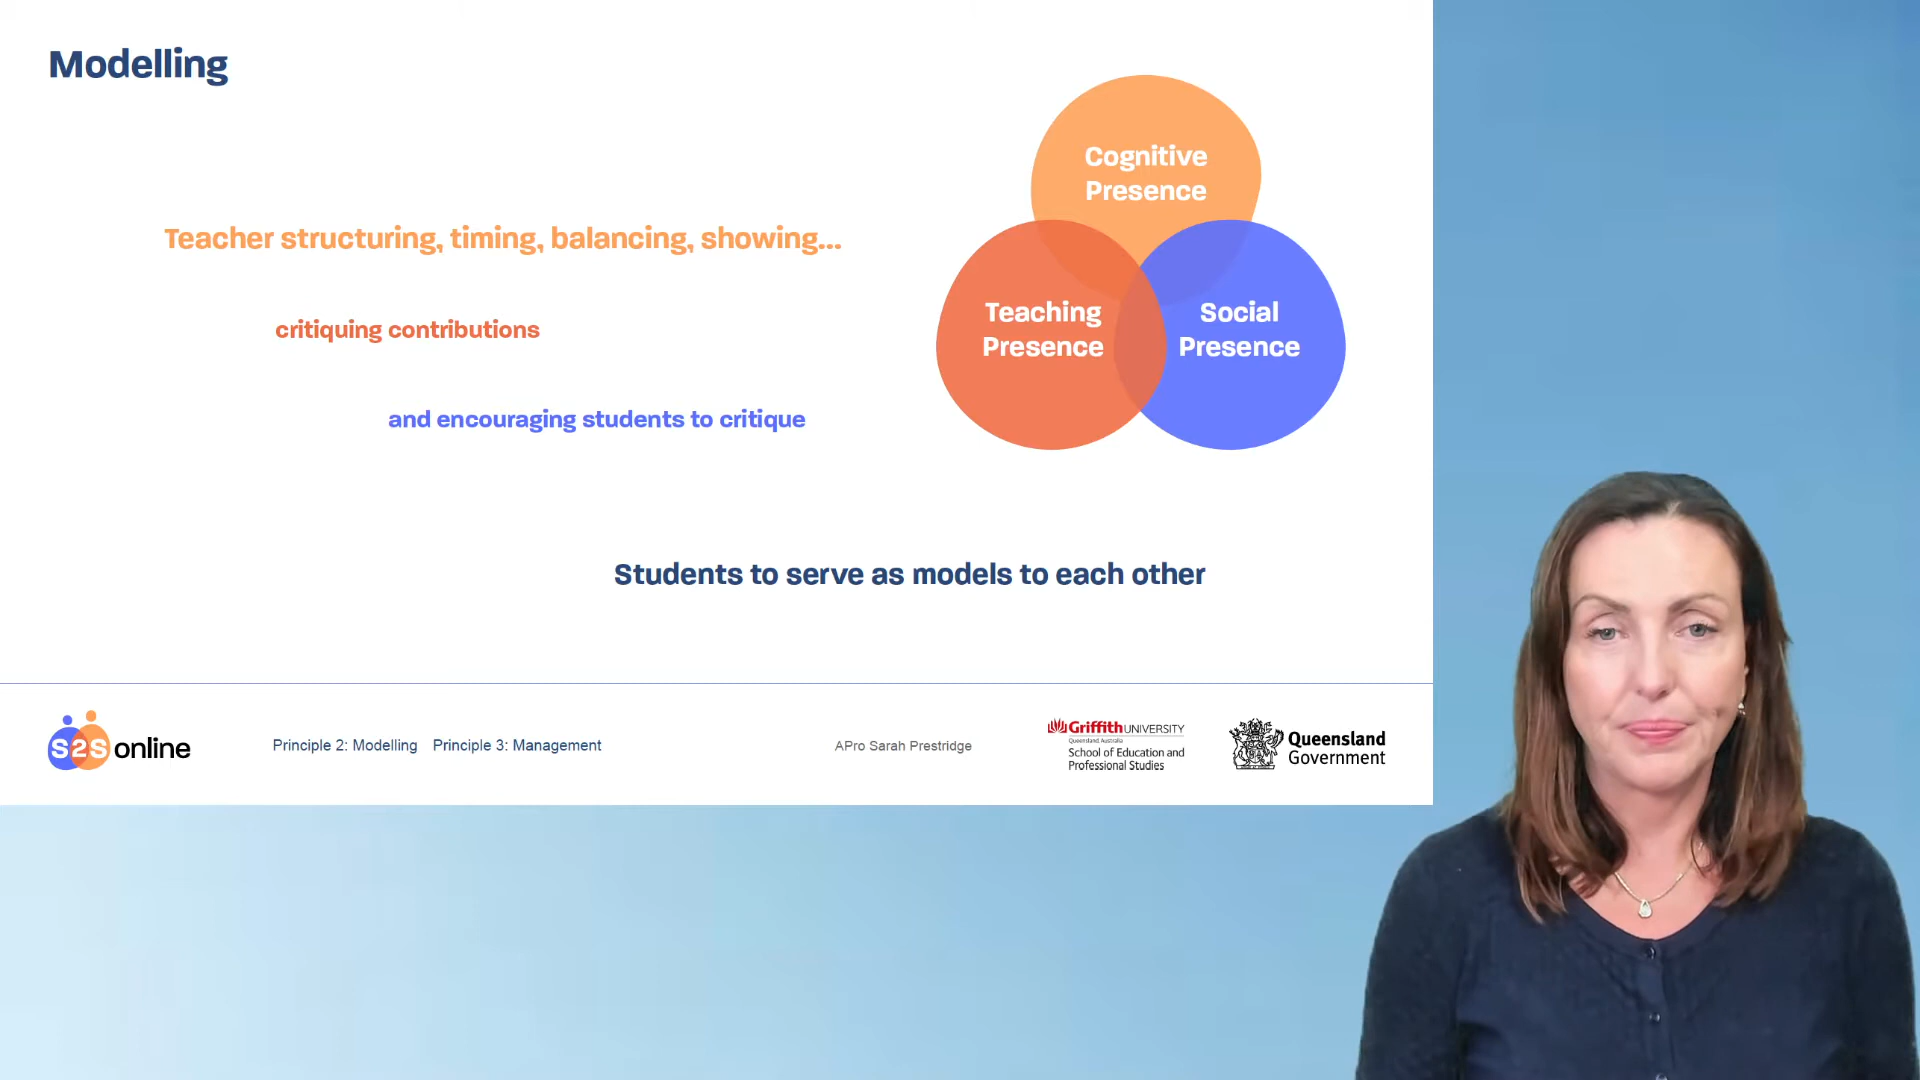 Modelling
Cognitive
Presence
Teacher structuring, timing, balancing, showing...
critiquing contributions
Teaching
Presence
Social
Presence
and encouraging students to critique
Students to serve as models to each other
S2S online
Principle 2: Modelling Principle 3: Management
APro Sarah Prestridge
Griffith UNIVERSITY
Queensland, Australia
School of Education and
Professional Studies
Queensland
Government